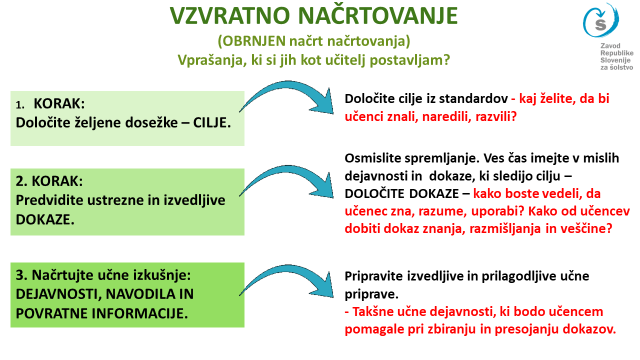 VZVRATNO NAČRTOVANJE
(OBRNJEN načrt načrtovanja)
Vprašanja, ki si jih kot učitelj postavljam?
Zavod
Republike
Slovenije
za šolstvo
1. KORAK:
Določite željene dosežke – CILJE.
Določite cilje iz standardov - kaj želite, da bi
učenci znali, naredili, razvili?
2. KORAK:
Predvidite ustrezne in izvedljive
DOKAZE.
Osmislite spremljanje. Ves čas imejte v mislih
dejavnosti in dokaze, ki sledijo cilju –
DOLOČITE DOKAZE – kako boste vedeli, da
učenec zna, razume, uporabi? Kako od učencev
dobiti dokaz znanja, razmišljanja in veščine?
3. Načrtujte učne izkušnje:
DEJAVNOSTI, NAVODILA IN
POVRATNE INFORMACIJE.
Pripravite izvedljive in prilagodljive učne
priprave.
- Takšne učne dejavnosti, ki bodo učencem
pomagale pri zbiranju in presojanju dokazov.